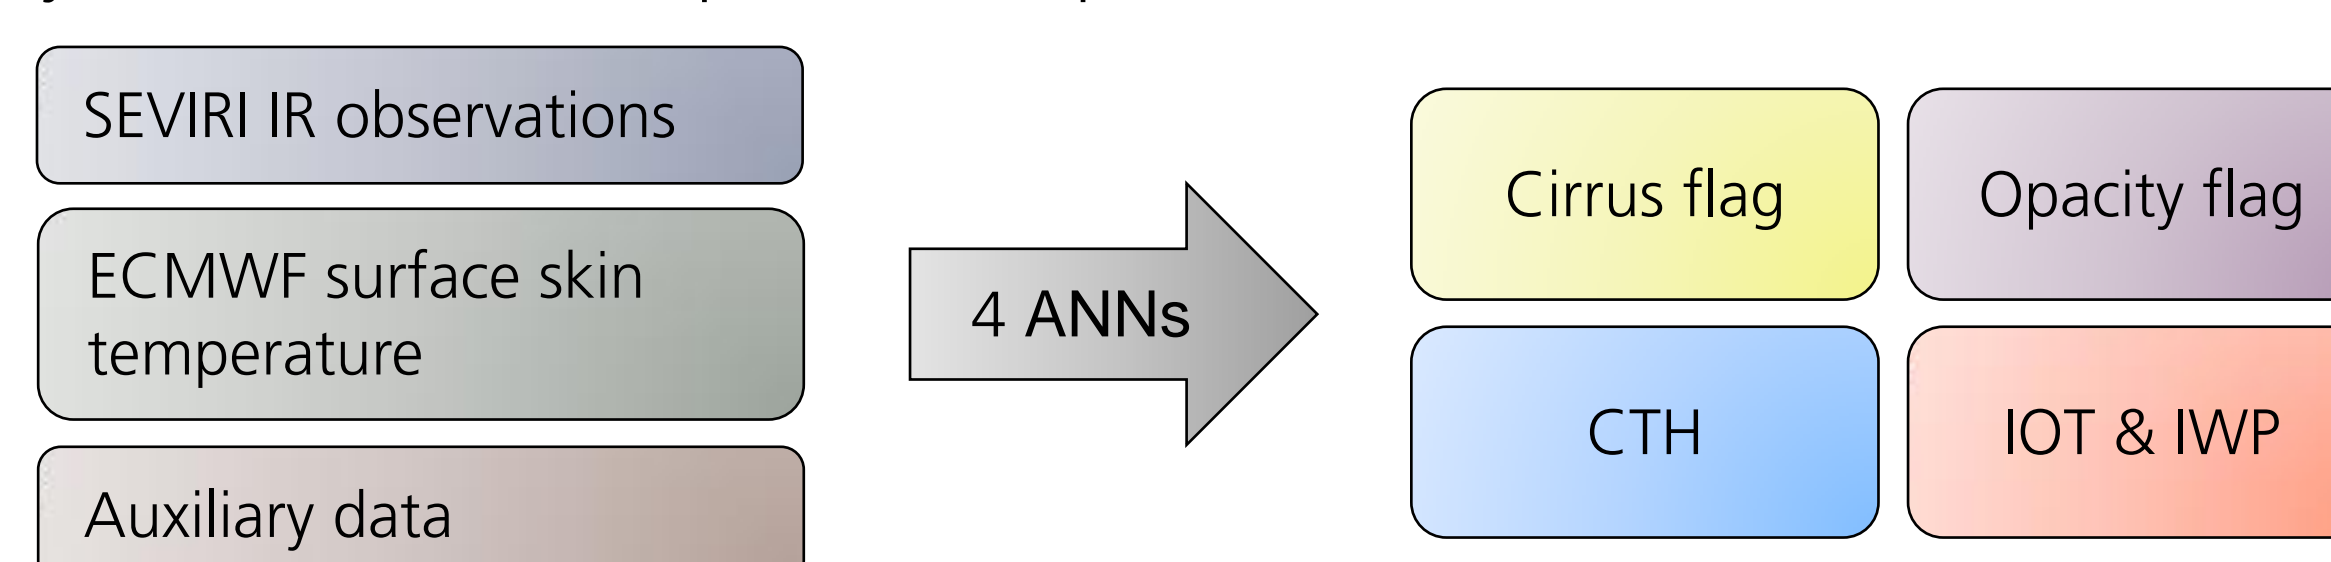 SEVIRI IR observations
ECMWF surface skin
temperature
Auxiliary data
4 ANNs
Cirrus flag
Opacity flag
CTH
IOT & IWP